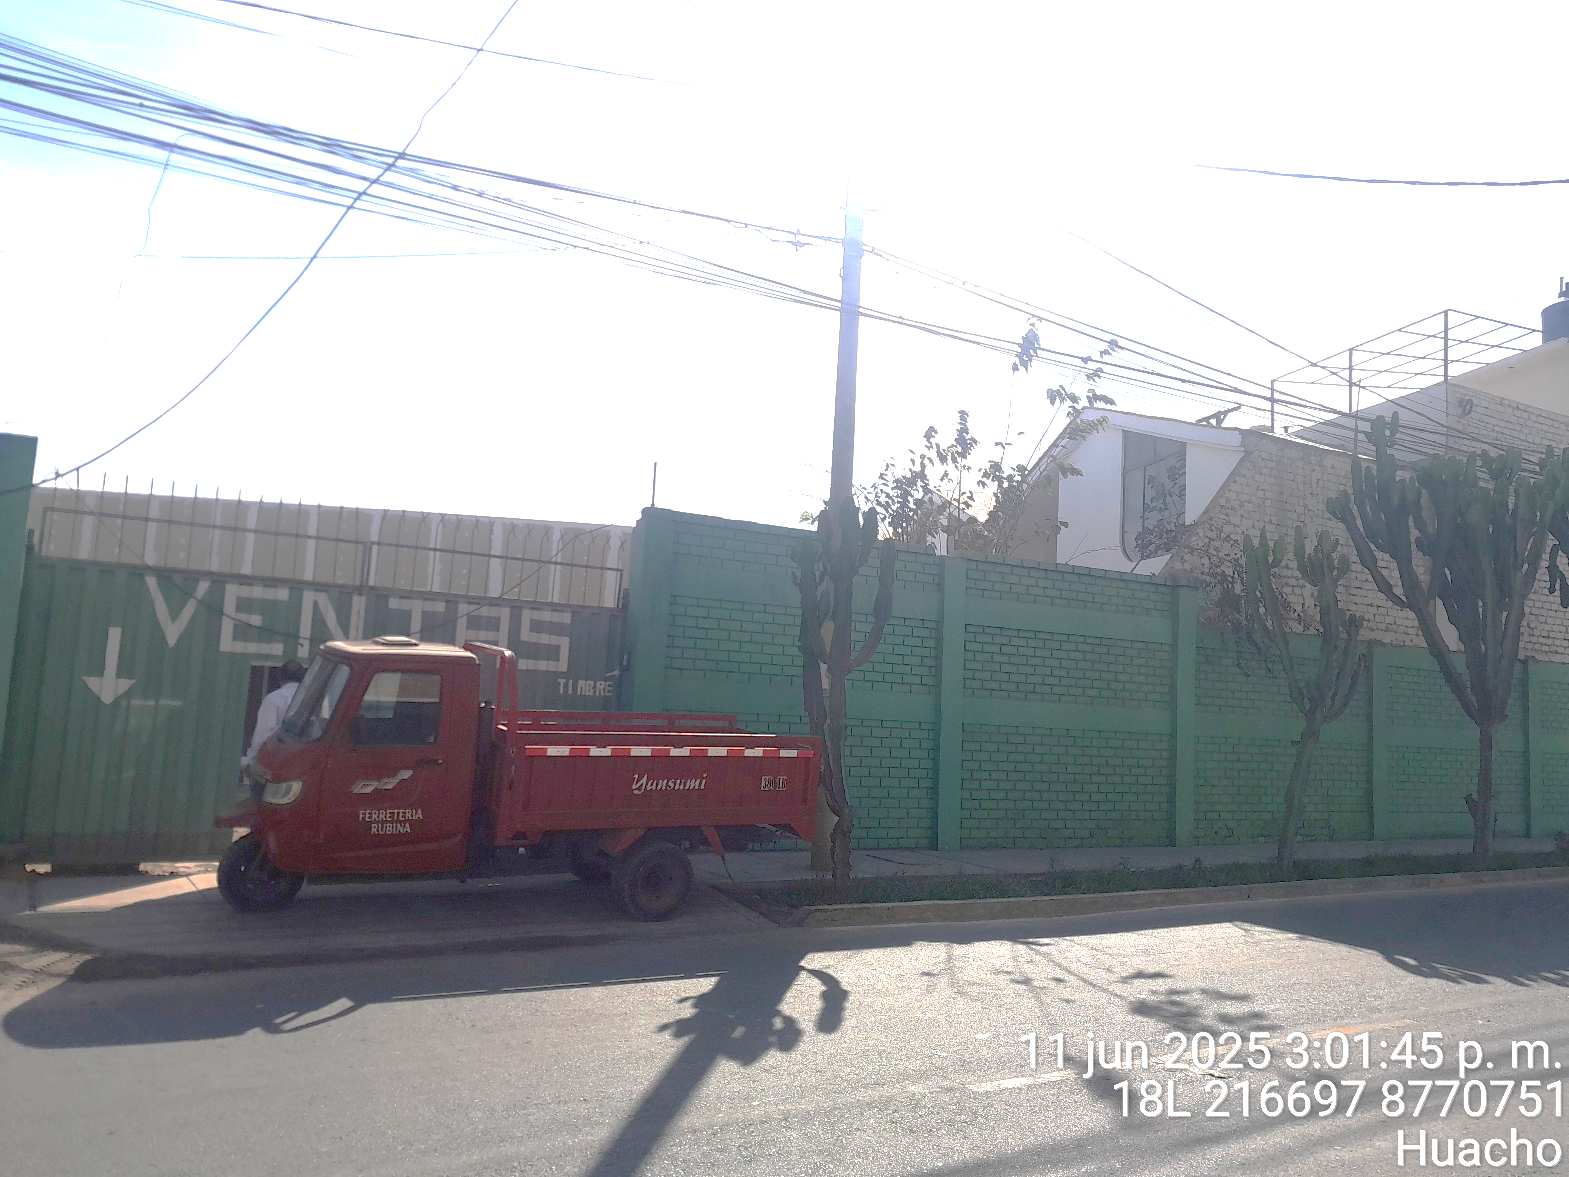 VENTAS
TIMBRE
Yansumi
FERRETERIA
RUBINA
11 jun 2025 3:01:45 p. m.
18L 216697 8770751
Huacho